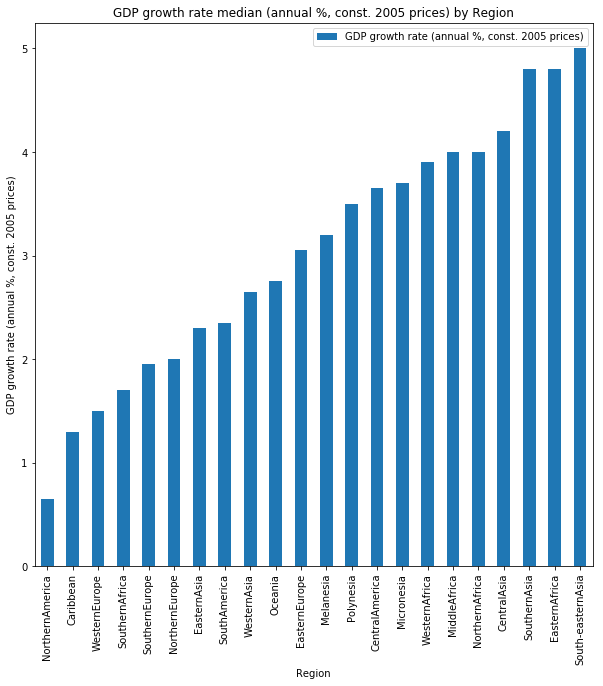 GDP growth rate median (annual %, const. 2005 prices) by Region
GDP growth rate (annual %, const. 2005 prices)
GDP growth rate (annual %, const. 2005 prices)
5
4
3
2
1
0
NorthernAmerica
Caribbean
WesternEurope
SouthernAfrica
SouthernEurope
NorthernEurope
EasternAsia
SouthAmerica
WesternAsia
Oceania
EasternEurope
Melanesia
Polynesia
CentralAmerica
Micronesia
WesternAfrica
MiddleAfrica
NorthernAfrica
CentralAsia
SouthernAsia
EasternAfrica
South-easternAsia
Region